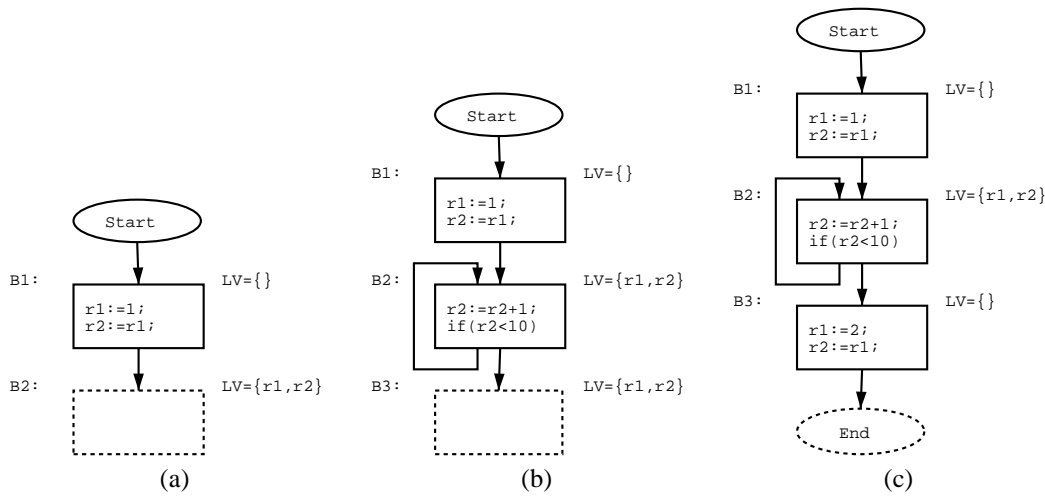 Start
B1:
LV={}
r1:=1;
r2:=r1;
B2:
LV={r1,r2}
(a)
Start
B1:
LV={}
r1:=1;
r2:=r1;
B2:
LV={r1,r2}
r2:=r2+1;
if(r2<10)
B3:
LV={r1,r2}
(b)
Start
B1:
LV={}
r1:=1;
r2:=r1;
B2:
LV={r1,r2}
r2:=r2+1;
if(r2<10)
B3:
LV={}
r1:=2;
r2:=r1;
End
(c)